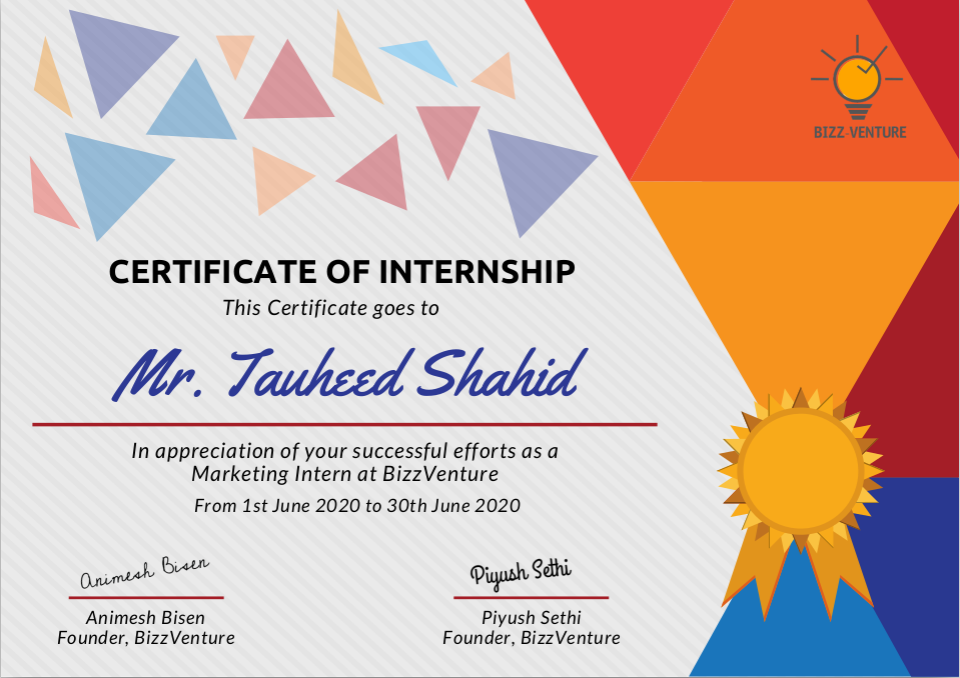 BIZZ-VENTURE
CERTIFICATE OF INTERNSHIP
This Certificate goes to
Mr. Tauheed Shahid
In appreciation of your successful efforts as a
Marketing Intern at BizzVenture
From 1st June 2020 to 30th June 2020
Animesh Bisen
Piyush Sethi
Animesh Bisen
Founder, BizzVenture
Piyush Sethi
Founder, BizzVenture